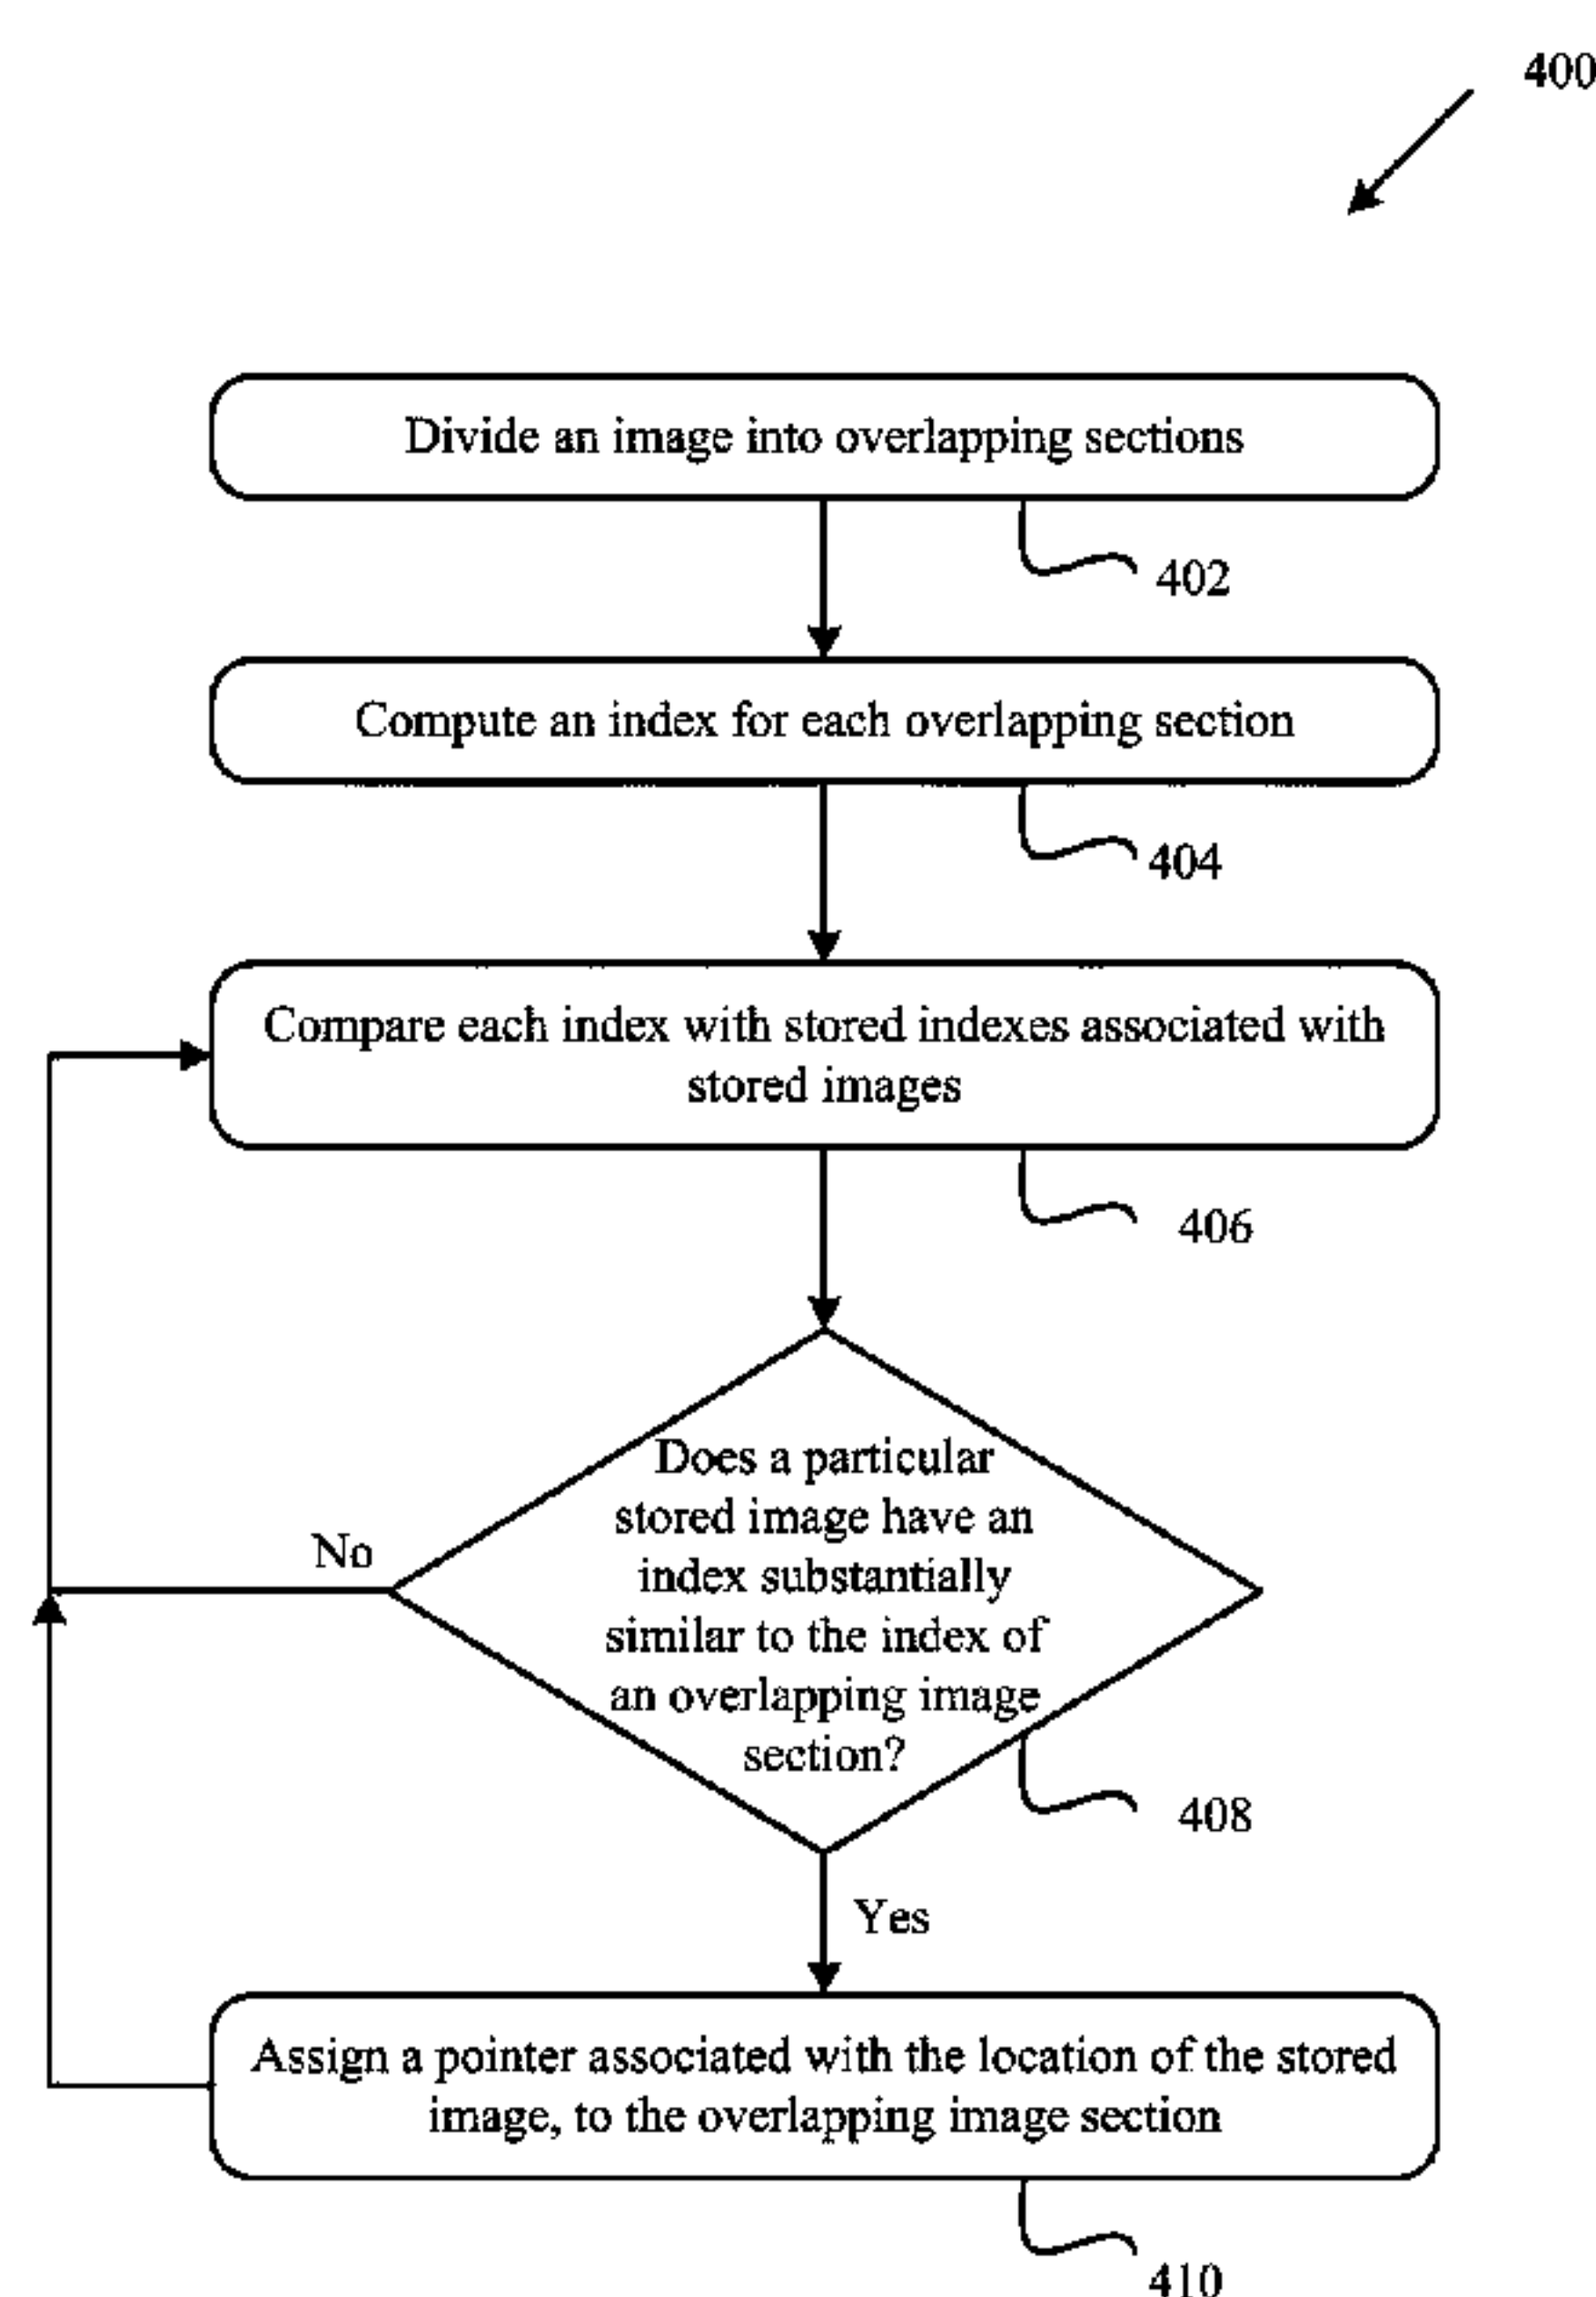 400
Divide an image into overlapping sections
402
Compute an index for each overlapping section
404
Compare each index with stored indexes associated with
stored images
406
Does a particular
stored image have an
index substantially
similar to the index of
an overlapping image
section?
No
408
Yes
Assign a pointer associated with the location of the stored
image, to the overlapping image section
410